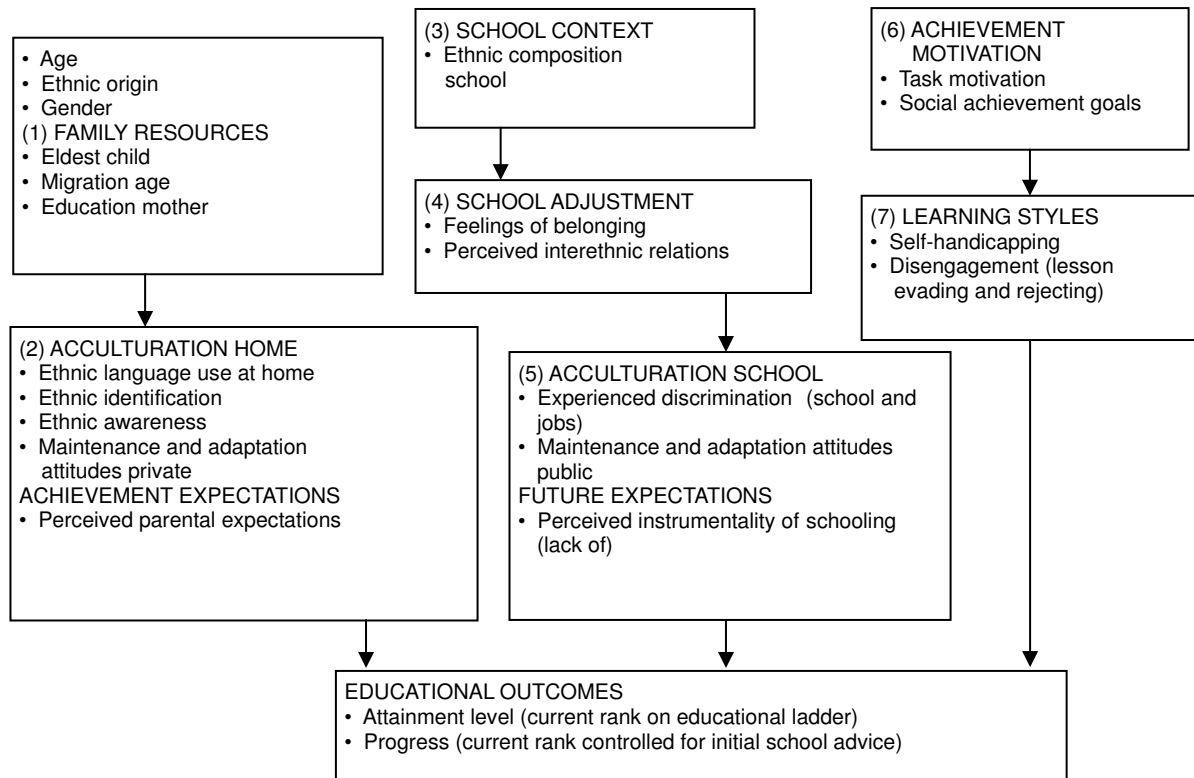 • Age
• Ethnic origin
• Gender
(1) FAMILY RESOURCES
• Eldest child
• Migration age
• Education mother
(2) ACCULTURATION HOME
• Ethnic language use at home
• Ethnic identification
• Ethnic awareness
• Maintenance and adaptation
attitudes private
ACHIEVEMENT EXPECTATIONS
• Perceived parental expectations
(3) SCHOOL CONTEXT
• Ethnic composition
school
(4) SCHOOL ADJUSTMENT
• Feelings of belonging
• Perceived interethnic relations
(5) ACCULTURATION SCHOOL
• Experienced discrimination (school and
jobs)
• Maintenance and adaptation attitudes
public
FUTURE EXPECTATIONS
• Perceived instrumentality of schooling
(lack of)
(6) ACHIEVEMENT
MOTIVATION
• Task motivation
• Social achievement goals
(7) LEARNING STYLES
• Self-handicapping
• Disengagement (lesson
evading and rejecting)
EDUCATIONAL OUTCOMES
• Attainment level (current rank on educational ladder)
• Progress (current rank controlled for initial school advice)